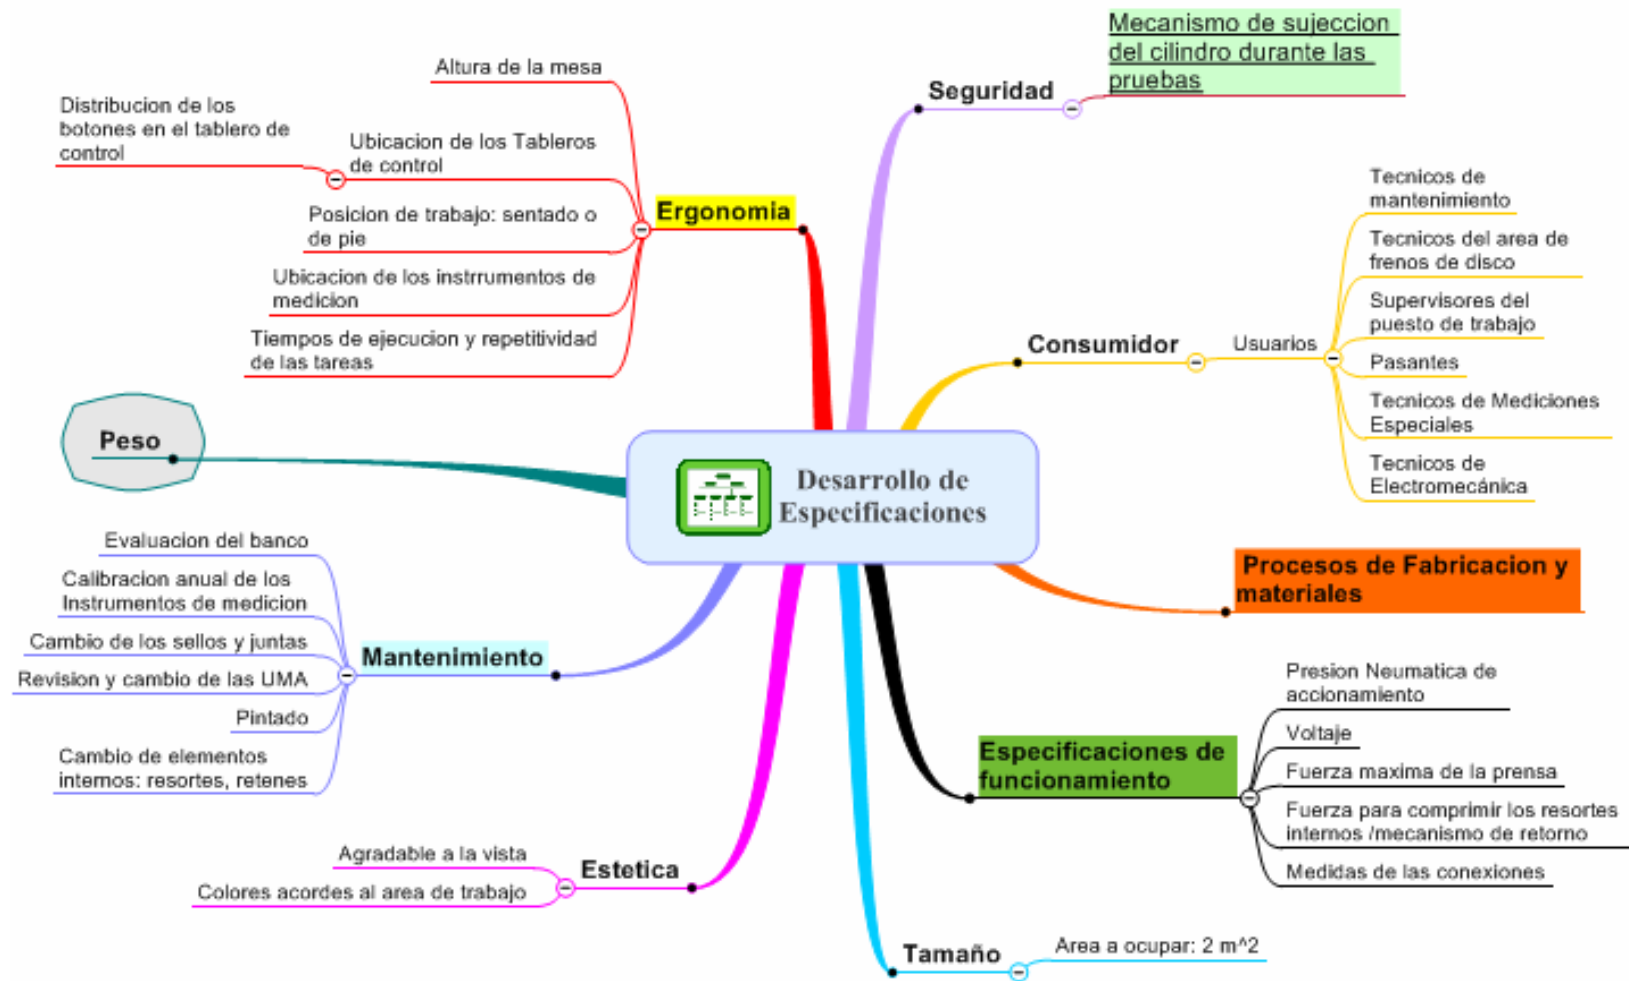 Desarrollo de
Especificaciones
Seguridad
Mecanismo de sujeccion
del cilindro durante las
pruebas
Consumidor
Usuarios
Tecnicos de
mantenimiento
Tecnicos del area de
frenos de disco
Supervisores del
puesto de trabajo
Pasantes
Tecnicos de Mediciones
Especiales
Tecnicos de
Electromecánica
Procesos de Fabricacion y
materiales
Especificaciones de
funcionamiento
Presion Neumatica de
accionamiento
Voltaje
Fuerza maxima de la prensa
Fuerza para comprimir los resortes
internos /mecanismo de retorno
Medidas de las conexiones
Tamaño
Area a ocupar: 2 m^2
Ergonomia
Altura de la mesa
Ubicacion de los Tableros
de control
Distribucion de los
botones en el tablero de
control
Posicion de trabajo: sentado o
de pie
Ubicacion de los instrrumentos de
medicion
Tiempos de ejecucion y repetitividad
de las tareas
Peso
Mantenimiento
Evaluacion del banco
Calibracion anual de los
Instrumentos de medicion
Cambio de los sellos y juntas
Revision y cambio de las UMA
Pintado
Cambio de elementos
internos: resortes, retenes
Estetica
Agradable a la vista
Colores acordes al area de trabajo